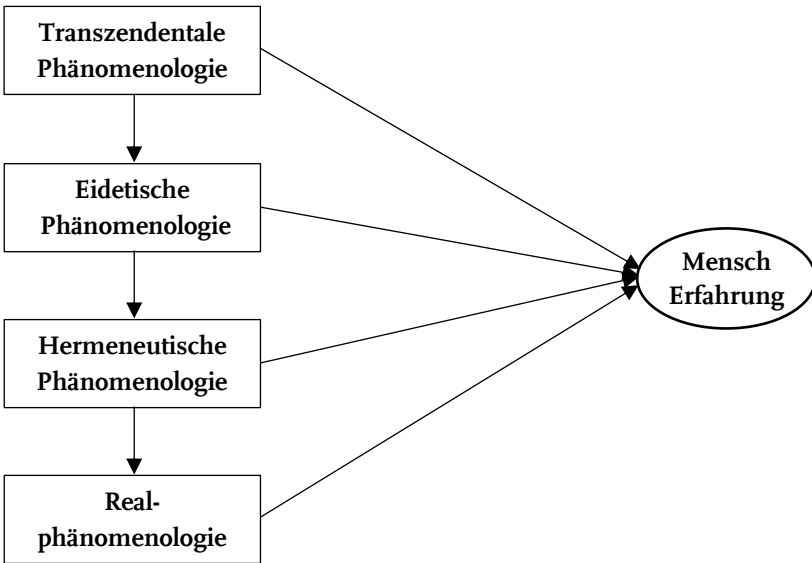 Transzendentale
Phänomenologie
Eidetische
Phänomenologie
Mensch
Erfahrung
Hermeneutische
Phänomenologie
Real-
phänomenologie